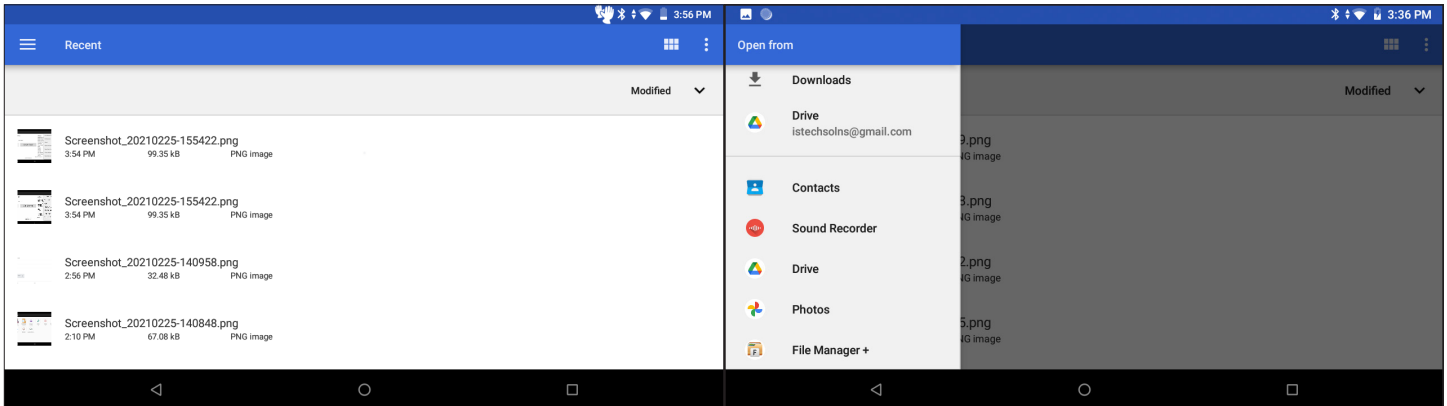 3:56 PM
Recent
Modified
Screenshot_20210225-155422.png
3:54 PM 99.35 kB PNG image
Screenshot_20210225-155422.png
3:54 PM 99.35 kB PNG image
Screenshot_20210225-140958.png
2:56 PM 32.48 kB PNG image
Screenshot_20210225-140848.png
2:10 PM 67.08 kB PNG image
3:36 PM
Open from
Modified
Downloads
Drive
istechsolns@gmail.com
9.png
NG image
Contacts
3.png
NG image
Sound Recorder
Drive
2.png
NG image
Photos
5.png
NG image
File Manager +